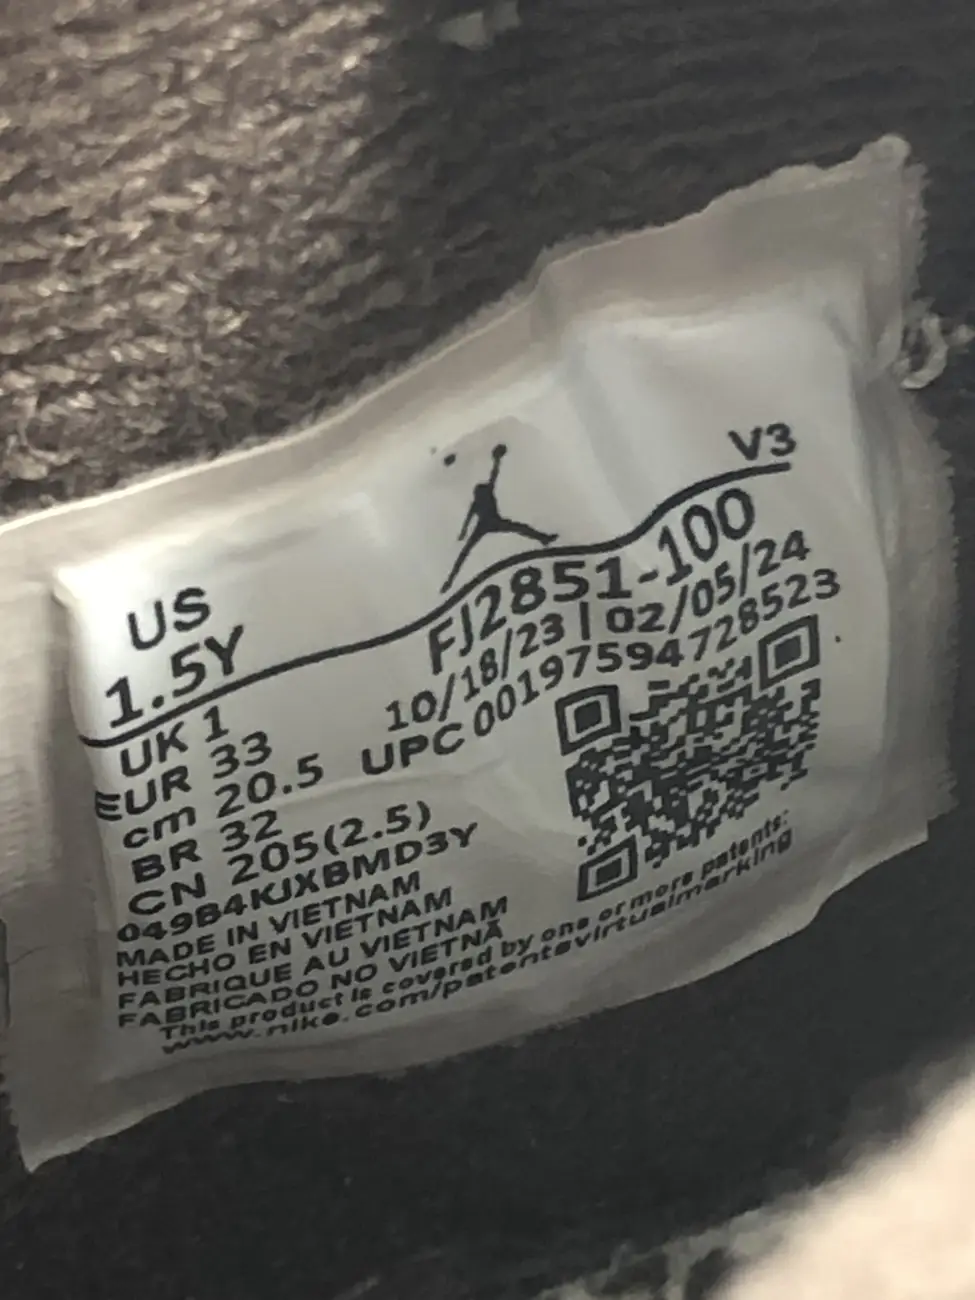 V3
US
1.5Y
FJ2851-100
10/18/23 | 02/05/24
UPC 00197594728523
UK 1
EUR 33
cm 20.5
BR 32
CN 205(2.5)
049B4KJXBMD3Y
MADE IN VIETNAM
HECHO EN VIETNAM
FABRIQUE AU VIETNAM
FABRICADO NO VIETNÃ
This product is covered by one or more patents:
www.nike.com/patentsvirtualmarking